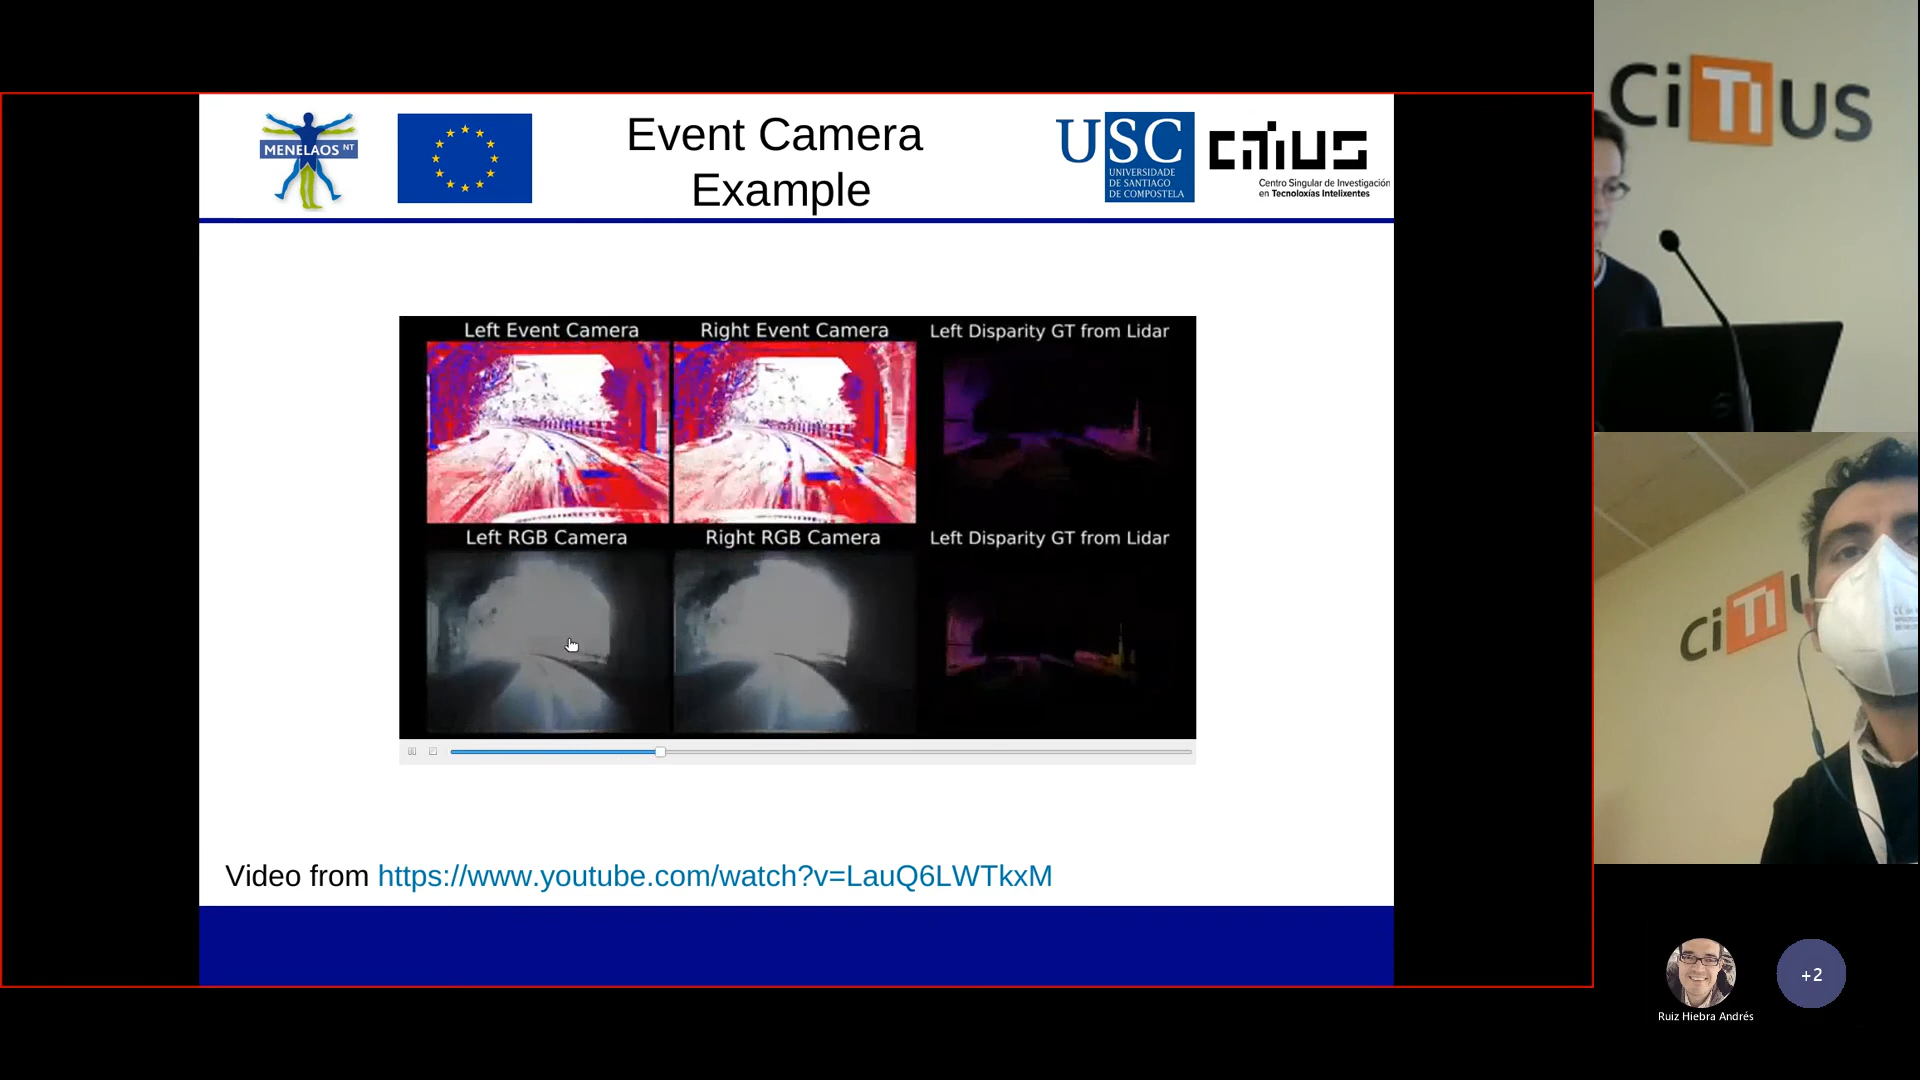 MENELAOS NT
Event Camera
Example
USC
UNIVERSIDADE
DE SANTIAGO
DE COMPOSTELA
CiTIUS
Centro Singular de Investigación
en Tecnoloxías Intelixentes
Left Event Camera
Right Event Camera
Left Disparity GT from Lidar
Left RGB Camera
Right RGB Camera
Left Disparity GT from Lidar
Video from https://www.youtube.com/watch?v=LauQ6LWTkxM
CiTIUS
CiTIU
Ruiz Hiebra Andrés
+2